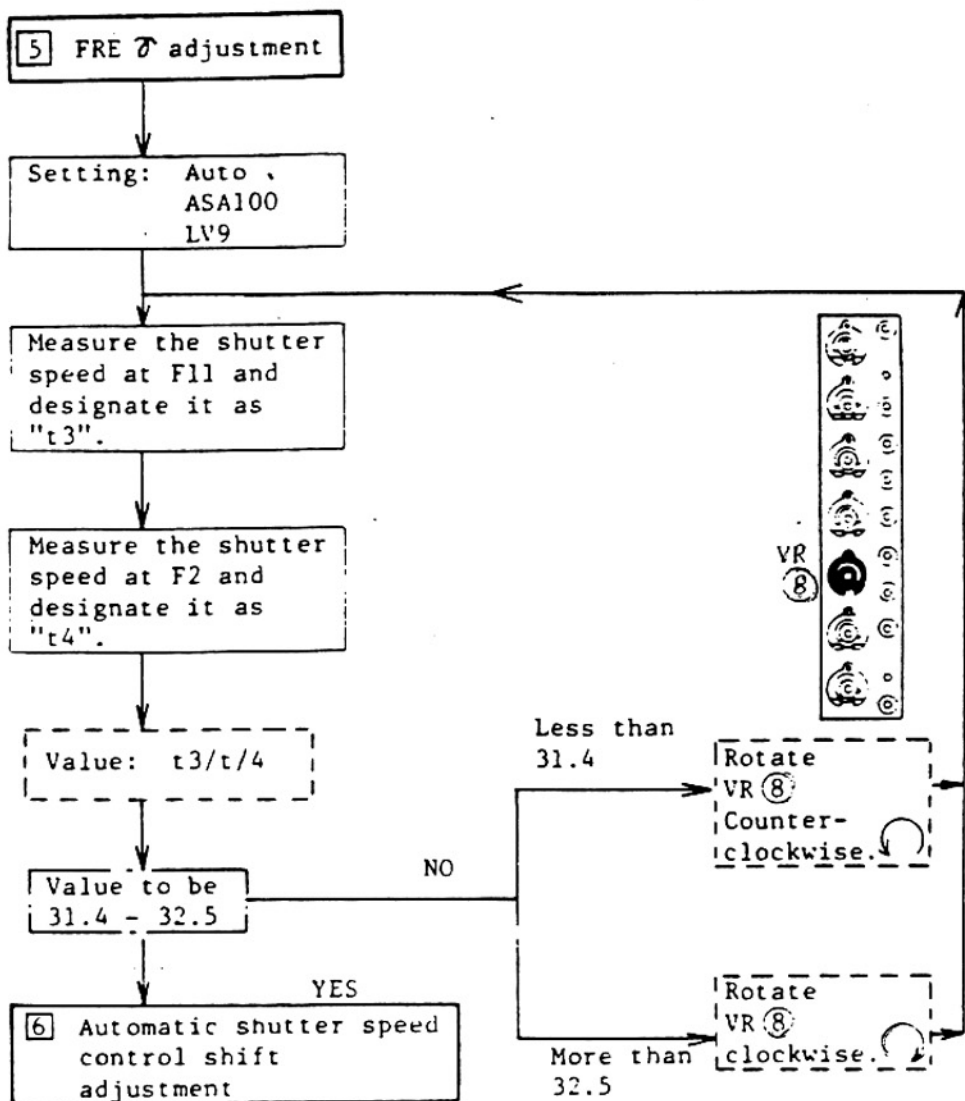 5 FRE γ adjustment
Setting: Auto
ASA100
LV9
Measure the shutter
speed at F11 and
designate it as
"t3".
Measure the shutter
speed at F2 and
designate it as
"t4".
VR
⑧
Value: t3/t/4
Less than
31.4
Rotate
VR ⑧
Counter-
clockwise.
NO
Value to be
31.4 - 32.5
YES
6 Automatic shutter speed
control shift
adjustment
More than
32.5
Rotate
VR ⑧
clockwise.